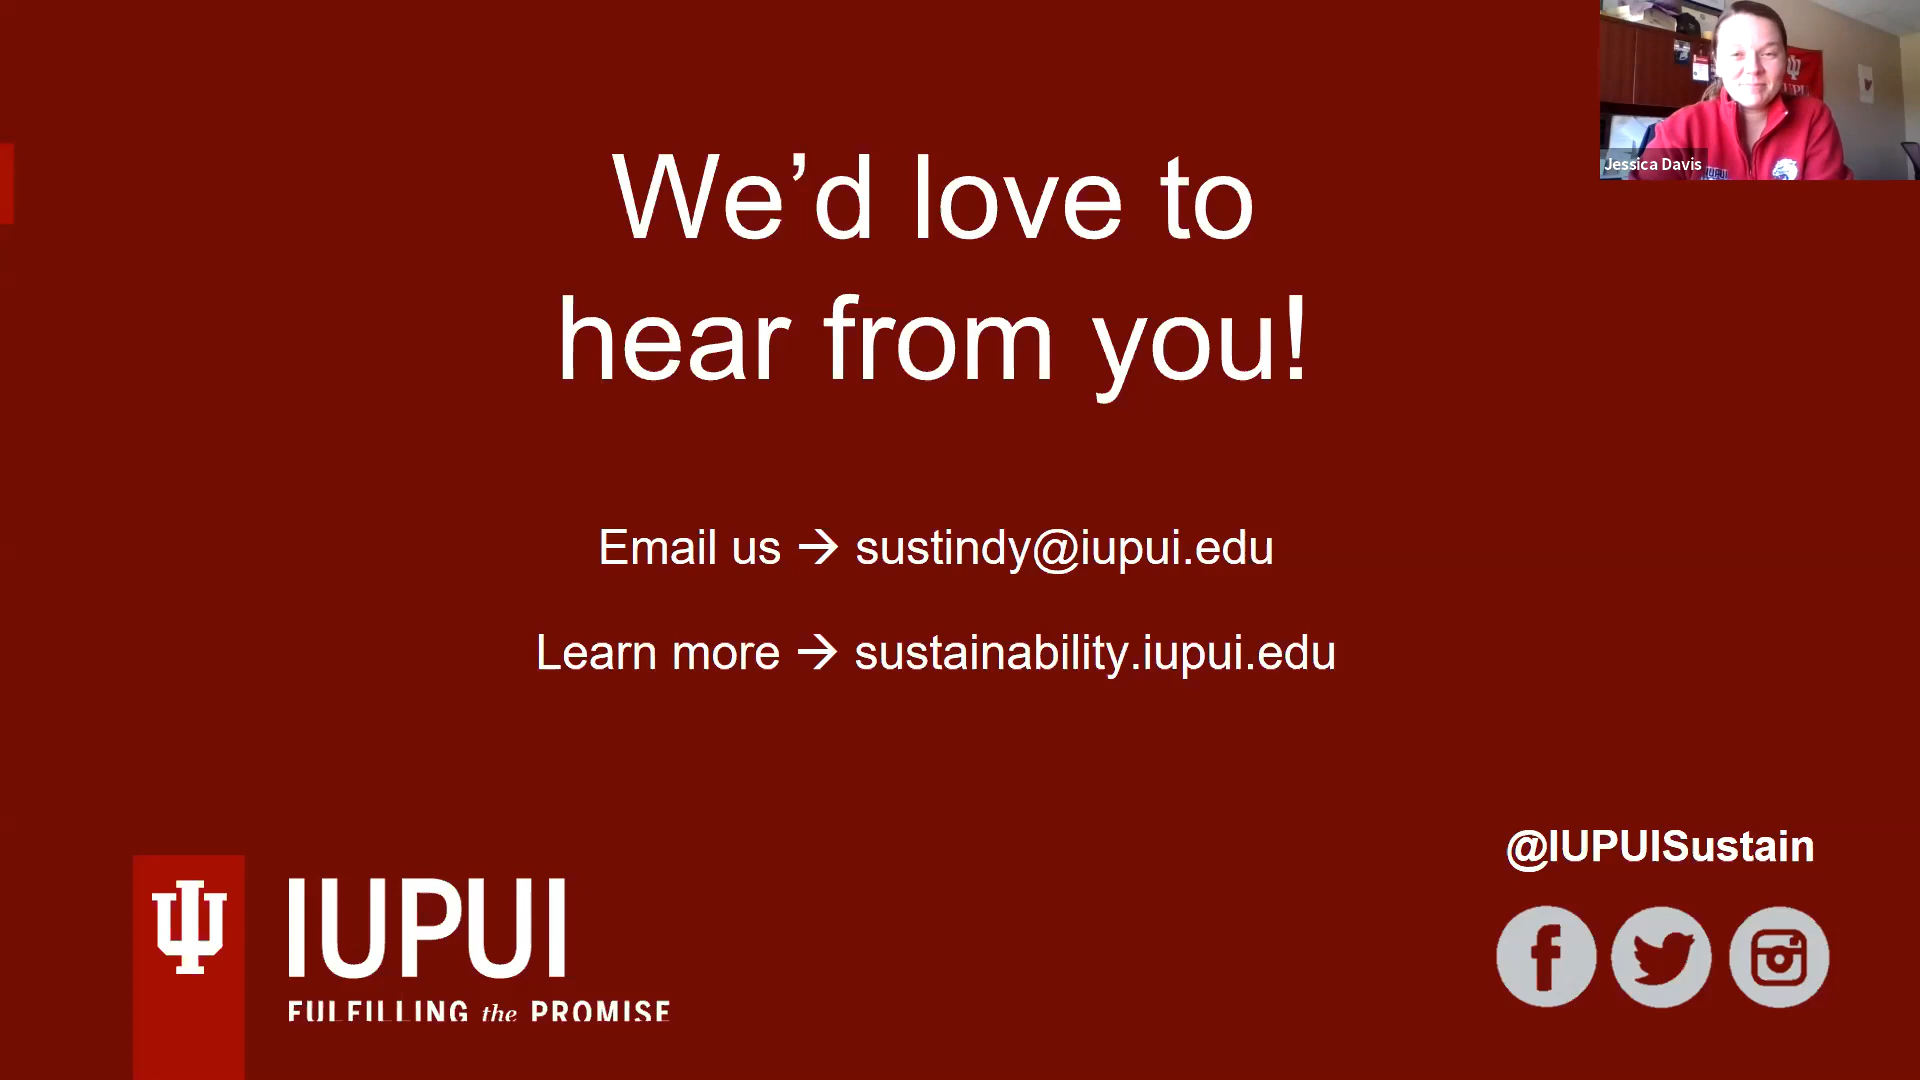 We’d love to
hear from you!
Email us → sustindy@iupui.edu
Learn more → sustainability.iupui.edu
@IUPUISustain
IUPUI
FULFILLING the PROMISE
Jessica Davis
IUPUI